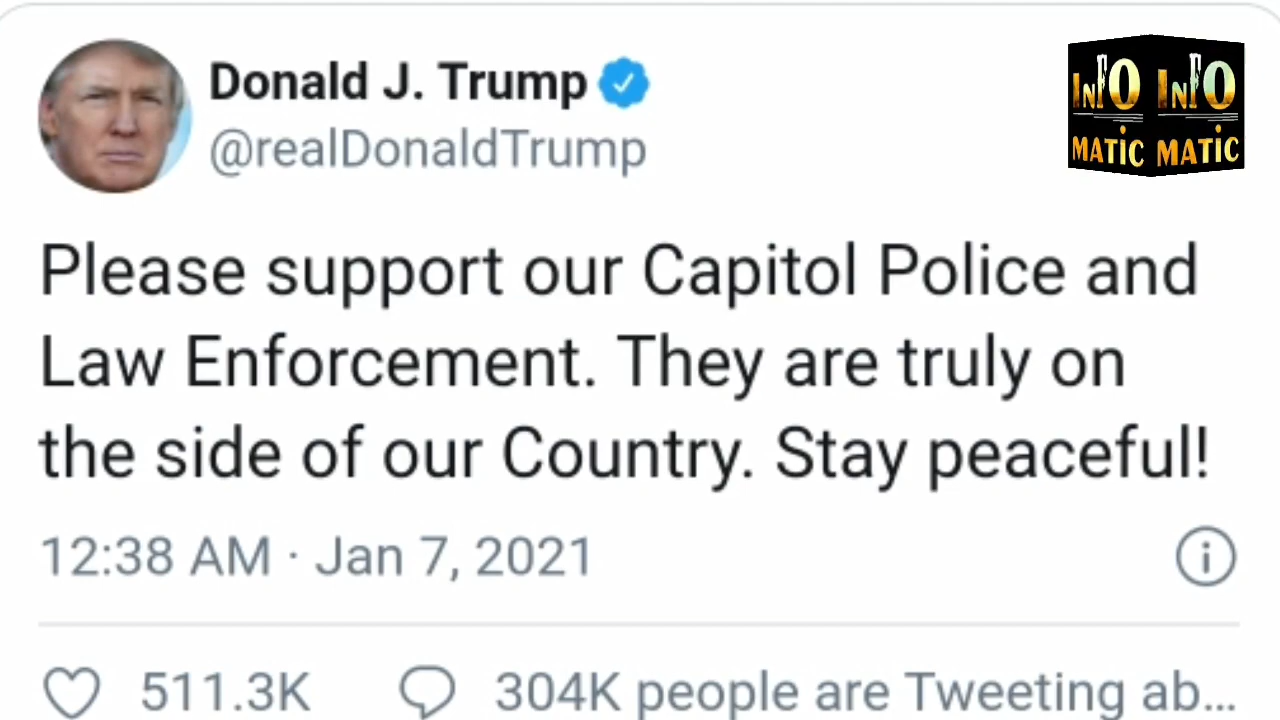 Donald J. Trump
@realDonaldTrump
INFO INFO
MATIC MATIC
Please support our Capitol Police and
Law Enforcement. They are truly on
the side of our Country. Stay peaceful!
12:38 AM · Jan 7, 2021
511.3K 304K people are Tweeting ab...